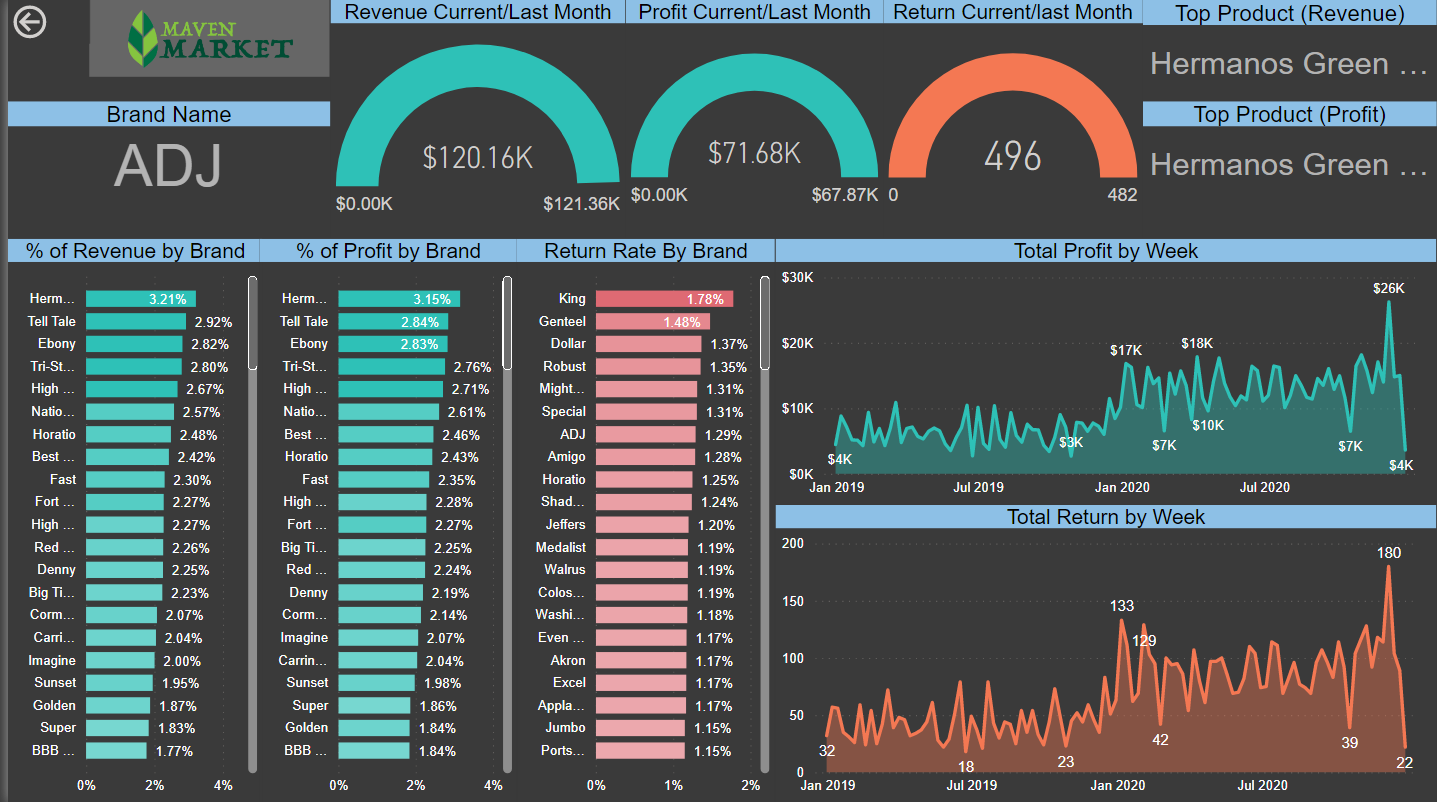 MAVEN
MARKET
Brand Name
ADJ
Revenue Current/Last Month
$120.16K
$0.00K
$121.36K
Profit Current/Last Month
$71.68K
$0.00K
$67.87K
Return Current/last Month
496
0
482
Top Product (Revenue)
Hermanos Green ...
Top Product (Profit)
Hermanos Green ...
% of Revenue by Brand
Herm... 3.21%
Tell Tale 2.92%
Ebony 2.82%
Tri-St... 2.80%
High ... 2.67%
Natio... 2.57%
Horatio 2.48%
Best ... 2.42%
Fast 2.30%
Fort ... 2.27%
High ... 2.27%
Red ... 2.26%
Denny 2.25%
Big Ti... 2.23%
Corm... 2.07%
Carri... 2.04%
Imagine 2.00%
Sunset 1.95%
Golden 1.87%
Super 1.83%
BBB ... 1.77%
0% 2% 4%
% of Profit by Brand
Herm... 3.15%
Tell Tale 2.84%
Ebony 2.83%
Tri-St... 2.76%
High ... 2.71%
Natio... 2.61%
Best ... 2.46%
Horatio 2.43%
Fast 2.35%
High ... 2.28%
Fort ... 2.27%
Big Ti... 2.25%
Red ... 2.24%
Denny 2.19%
Corm... 2.14%
Imagine 2.07%
Carrin... 2.04%
Sunset 1.98%
Super 1.86%
Golden 1.84%
BBB ... 1.84%
0% 2% 4%
Return Rate By Brand
King 1.78%
Genteel 1.48%
Dollar 1.37%
Robust 1.35%
Might... 1.31%
Special 1.31%
ADJ 1.29%
Amigo 1.28%
Horatio 1.25%
Shad... 1.24%
Jeffers 1.20%
Medalist 1.19%
Walrus 1.19%
Colos... 1.19%
Washi... 1.18%
Even ... 1.17%
Akron 1.17%
Excel 1.17%
Appla... 1.17%
Jumbo 1.15%
Ports... 1.15%
0% 1% 2%
Total Profit by Week
$30K
$26K
$20K
$17K
$18K
$10K
$10K
$3K
$7K
$7K
$4K
$4K
$0K
Jan 2019 Jul 2019 Jan 2020 Jul 2020
Total Return by Week
200
180
150
133
129
100
50
32
18
23
42
39
22
0
Jan 2019 Jul 2019 Jan 2020 Jul 2020